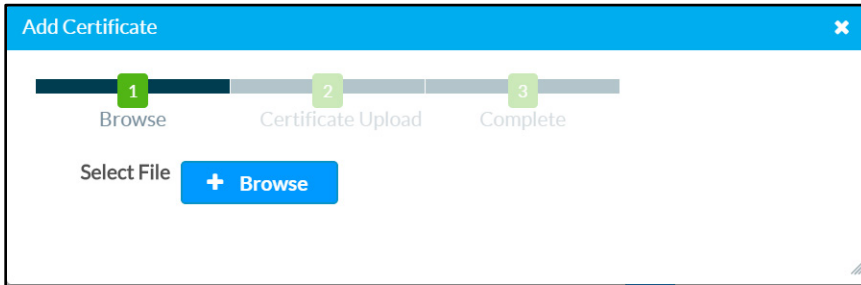 Add Certificate
1 2 3
Browse Certificate Upload Complete
Select File + Browse